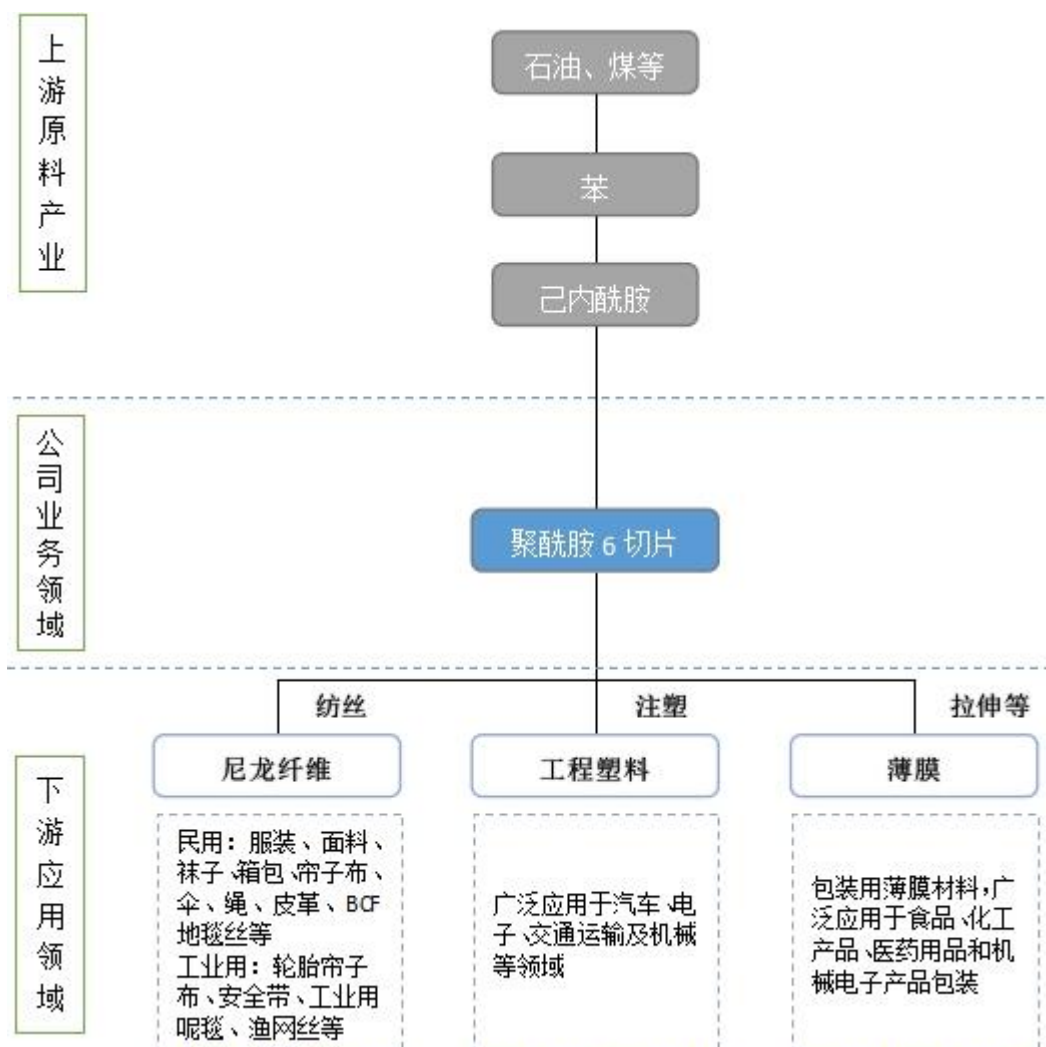 上游原料产业
石油、煤等
苯
己内酰胺
公司业务领域
聚酰胺 6 切片
纺丝
注塑
拉伸等
下游应用领域
尼龙纤维
工程塑料
薄膜
民用：服装、面料、
袜子、箱包、帘子布、
伞、绳、皮革、BCF
地毯丝等
工业用：轮胎帘子
布、安全带、工业用
呢毯、渔网丝等
广泛应用于汽车、电
子、交通运输及机械
等领域
包装用薄膜材料，广
泛应用于食品、化工
产品、医药用品和机
械电子产品包装